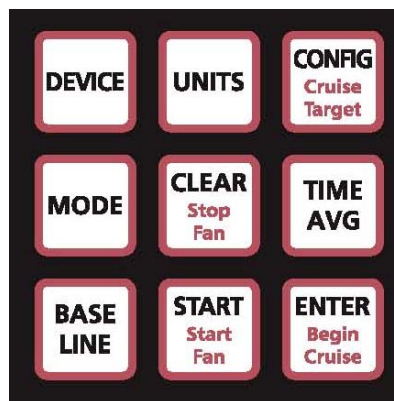 DEVICE
UNITS
CONFIG
Cruise
Target
MODE
CLEAR
Stop
Fan
TIME
AVG
BASE
LINE
START
Start
Fan
ENTER
Begin
Cruise